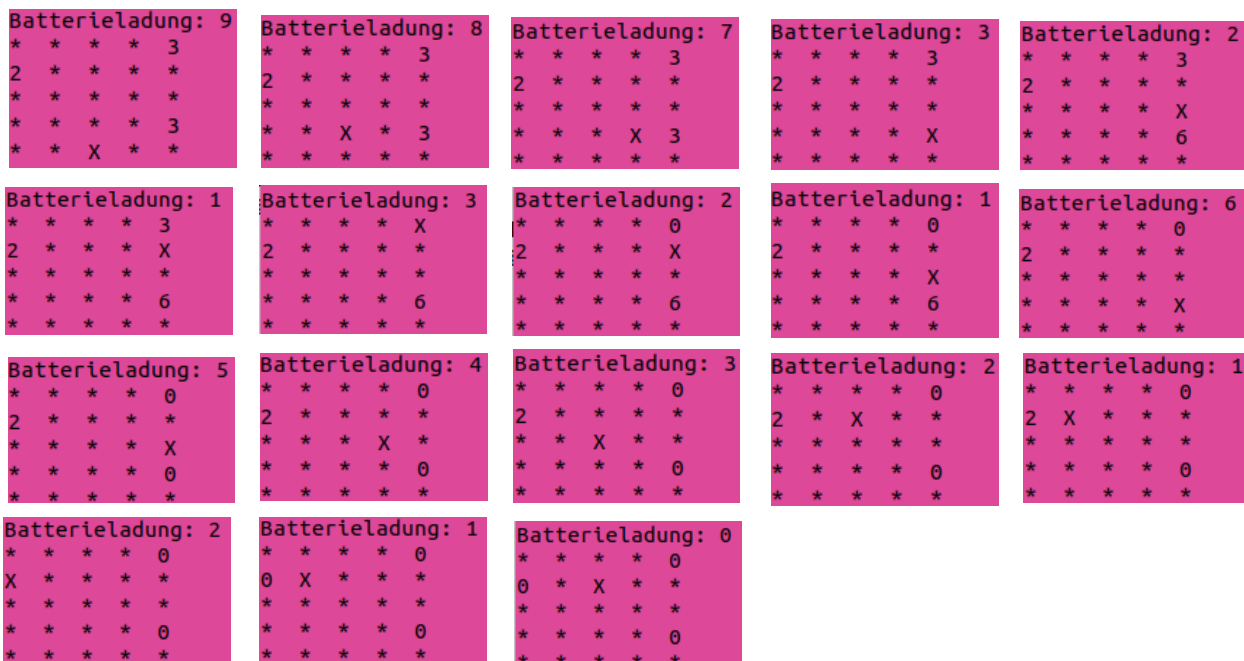 Batterieladung: 9
* * * * 3
2 * * * *
* * * * *
* * * * 3
* * X * *
Batterieladung: 8
* * * * 3
2 * * * *
* * * * *
* * X * 3
* * * * *
Batterieladung: 7
* * * * 3
2 * * * *
* * * * *
* * * X 3
* * * * *
Batterieladung: 3
* * * * 3
2 * * * *
* * * * *
* * * * X
* * * * *
Batterieladung: 2
* * * * 3
2 * * * *
* * * * X
* * * * 6
* * * * *
Batterieladung: 1
* * * * 3
2 * * * X
* * * * *
* * * * 6
* * * * *
Batterieladung: 3
* * * * X
2 * * * *
* * * * *
* * * * 6
* * * * *
Batterieladung: 2
* * * * 0
2 * * * X
* * * * *
* * * * 6
* * * * *
Batterieladung: 1
* * * * 0
2 * * * *
* * * * X
* * * * 6
* * * * *
Batterieladung: 6
* * * * 0
2 * * * *
* * * * *
* * * * X
* * * * *
Batterieladung: 5
* * * * 0
2 * * * *
* * * * X
* * * * 0
* * * * *
Batterieladung: 4
* * * * 0
2 * * * *
* * * X *
* * * * 0
* * * * *
Batterieladung: 3
* * * * 0
2 * * * *
* * X * *
* * * * 0
* * * * *
Batterieladung: 2
* * * * 0
2 * X * *
* * * * *
* * * * 0
* * * * *
Batterieladung: 1
* * * * 0
2 X * * *
* * * * *
* * * * 0
* * * * *
Batterieladung: 2
* * * * 0
X * * * *
* * * * *
* * * * 0
* * * * *
Batterieladung: 1
* * * * 0
0 X * * *
* * * * *
* * * * 0
* * * * *
Batterieladung: 0
* * * * 0
0 * X * *
* * * * *
* * * * 0
* * * * *